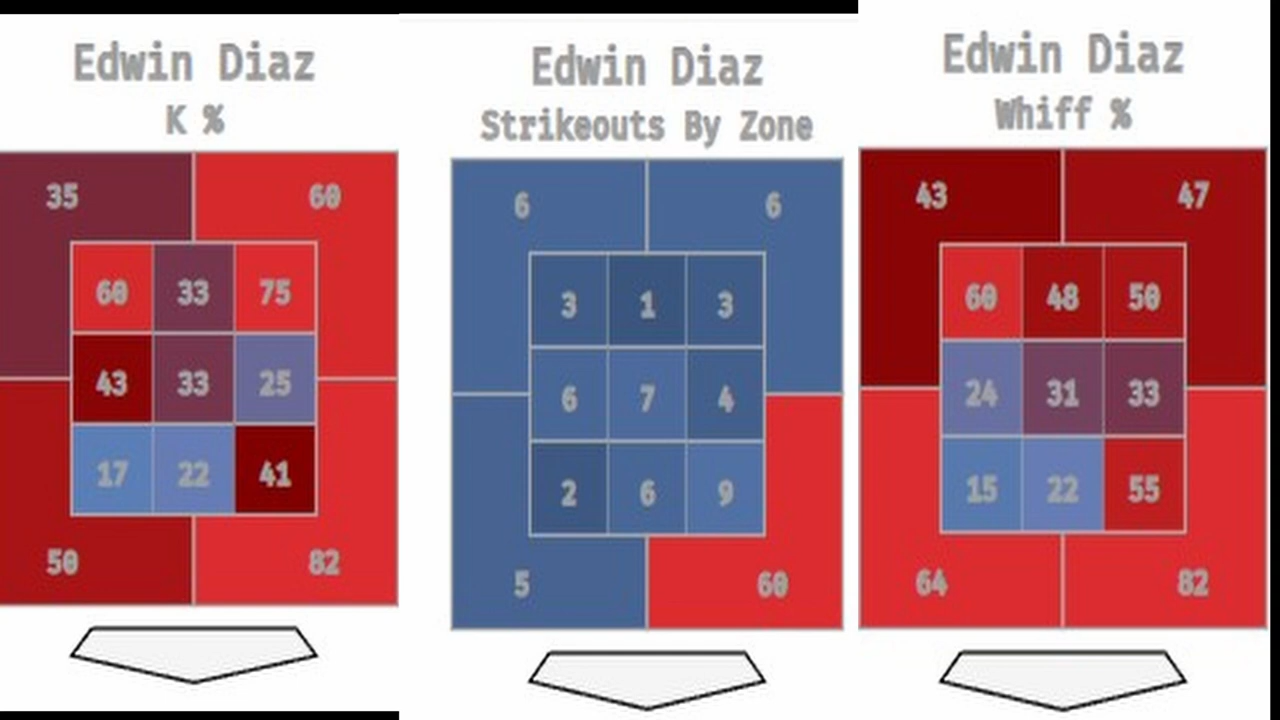 Edwin Diaz
K %
35 60
60 33 75
43 33 25
17 22 41
50 82
Edwin Diaz
Strikeouts By Zone
6 6
3 1 3
6 7 4
2 6 9
5 60
Edwin Diaz
Whiff %
43 47
60 48 50
24 31 33
15 22 55
64 82